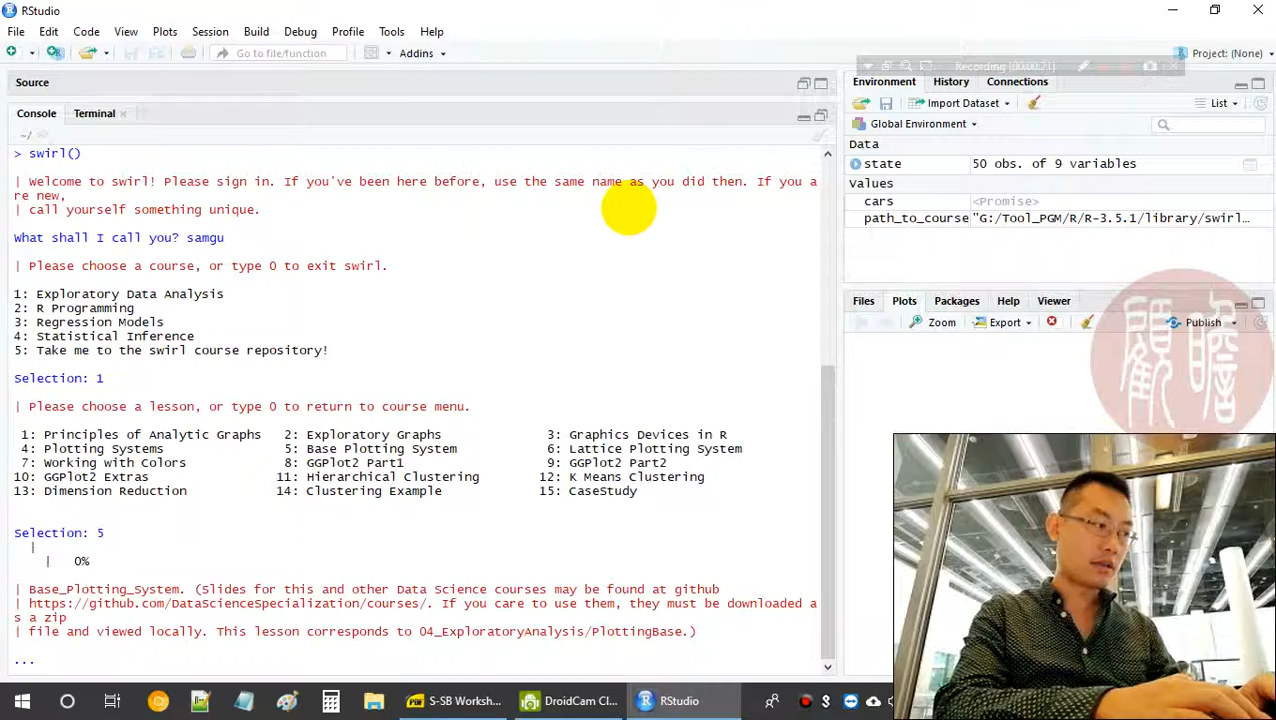 RStudio
File Edit Code View Plots Session Build Debug Profile Tools Help
Go to file/function Addins Project: (None)
Recording [00:00:21]
Source
Console Terminal
~/
> swirl()
| Welcome to swirl! Please sign in. If you've been here before, use the same name as you did then. If you a
re new,
| call yourself something unique.
What shall I call you? samgu
| Please choose a course, or type 0 to exit swirl.
1: Exploratory Data Analysis
2: R Programming
3: Regression Models
4: Statistical Inference
5: Take me to the swirl course repository!
Selection: 1
| Please choose a lesson, or type 0 to return to course menu.
1: Principles of Analytic Graphs 2: Exploratory Graphs 3: Graphics Devices in R
4: Plotting Systems 5: Base Plotting System 6: Lattice Plotting System
7: Working with Colors 8: GGPlot2 Part1 9: GGPlot2 Part2
10: GGPlot2 Extras 11: Hierarchical Clustering 12: K Means Clustering
13: Dimension Reduction 14: Clustering Example 15: CaseStudy
Selection: 5
|
| 0%
| Base_Plotting_System. (Slides for this and other Data Science courses may be found at github
| https://github.com/DataScienceSpecialization/courses/. If you care to use them, they must be downloaded a
s a zip
| file and viewed locally. This lesson corresponds to 04_ExploratoryAnalysis/PlottingBase.)
...
Environment History Connections
Import Dataset List
Global Environment
Data
state 50 obs. of 9 variables
Values
cars <Promise>
path_to_course "G:/Tool_PGM/R/R-3.5.1/library/swirl…
Files Plots Packages Help Viewer
Zoom Export Publish
顧瞻
S-SB Worksh... DroidCam Cl... RStudio